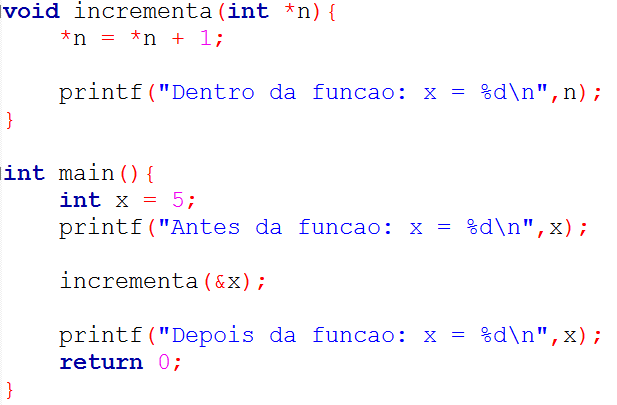 void incrementa(int *n){
    *n = *n + 1;
    printf("Dentro da funcao: x = %d\n",n);
}
int main(){
    int x = 5;
    printf("Antes da funcao: x = %d\n",x);
    incrementa(&x);
    printf("Depois da funcao: x = %d\n",x);
    return 0;
}